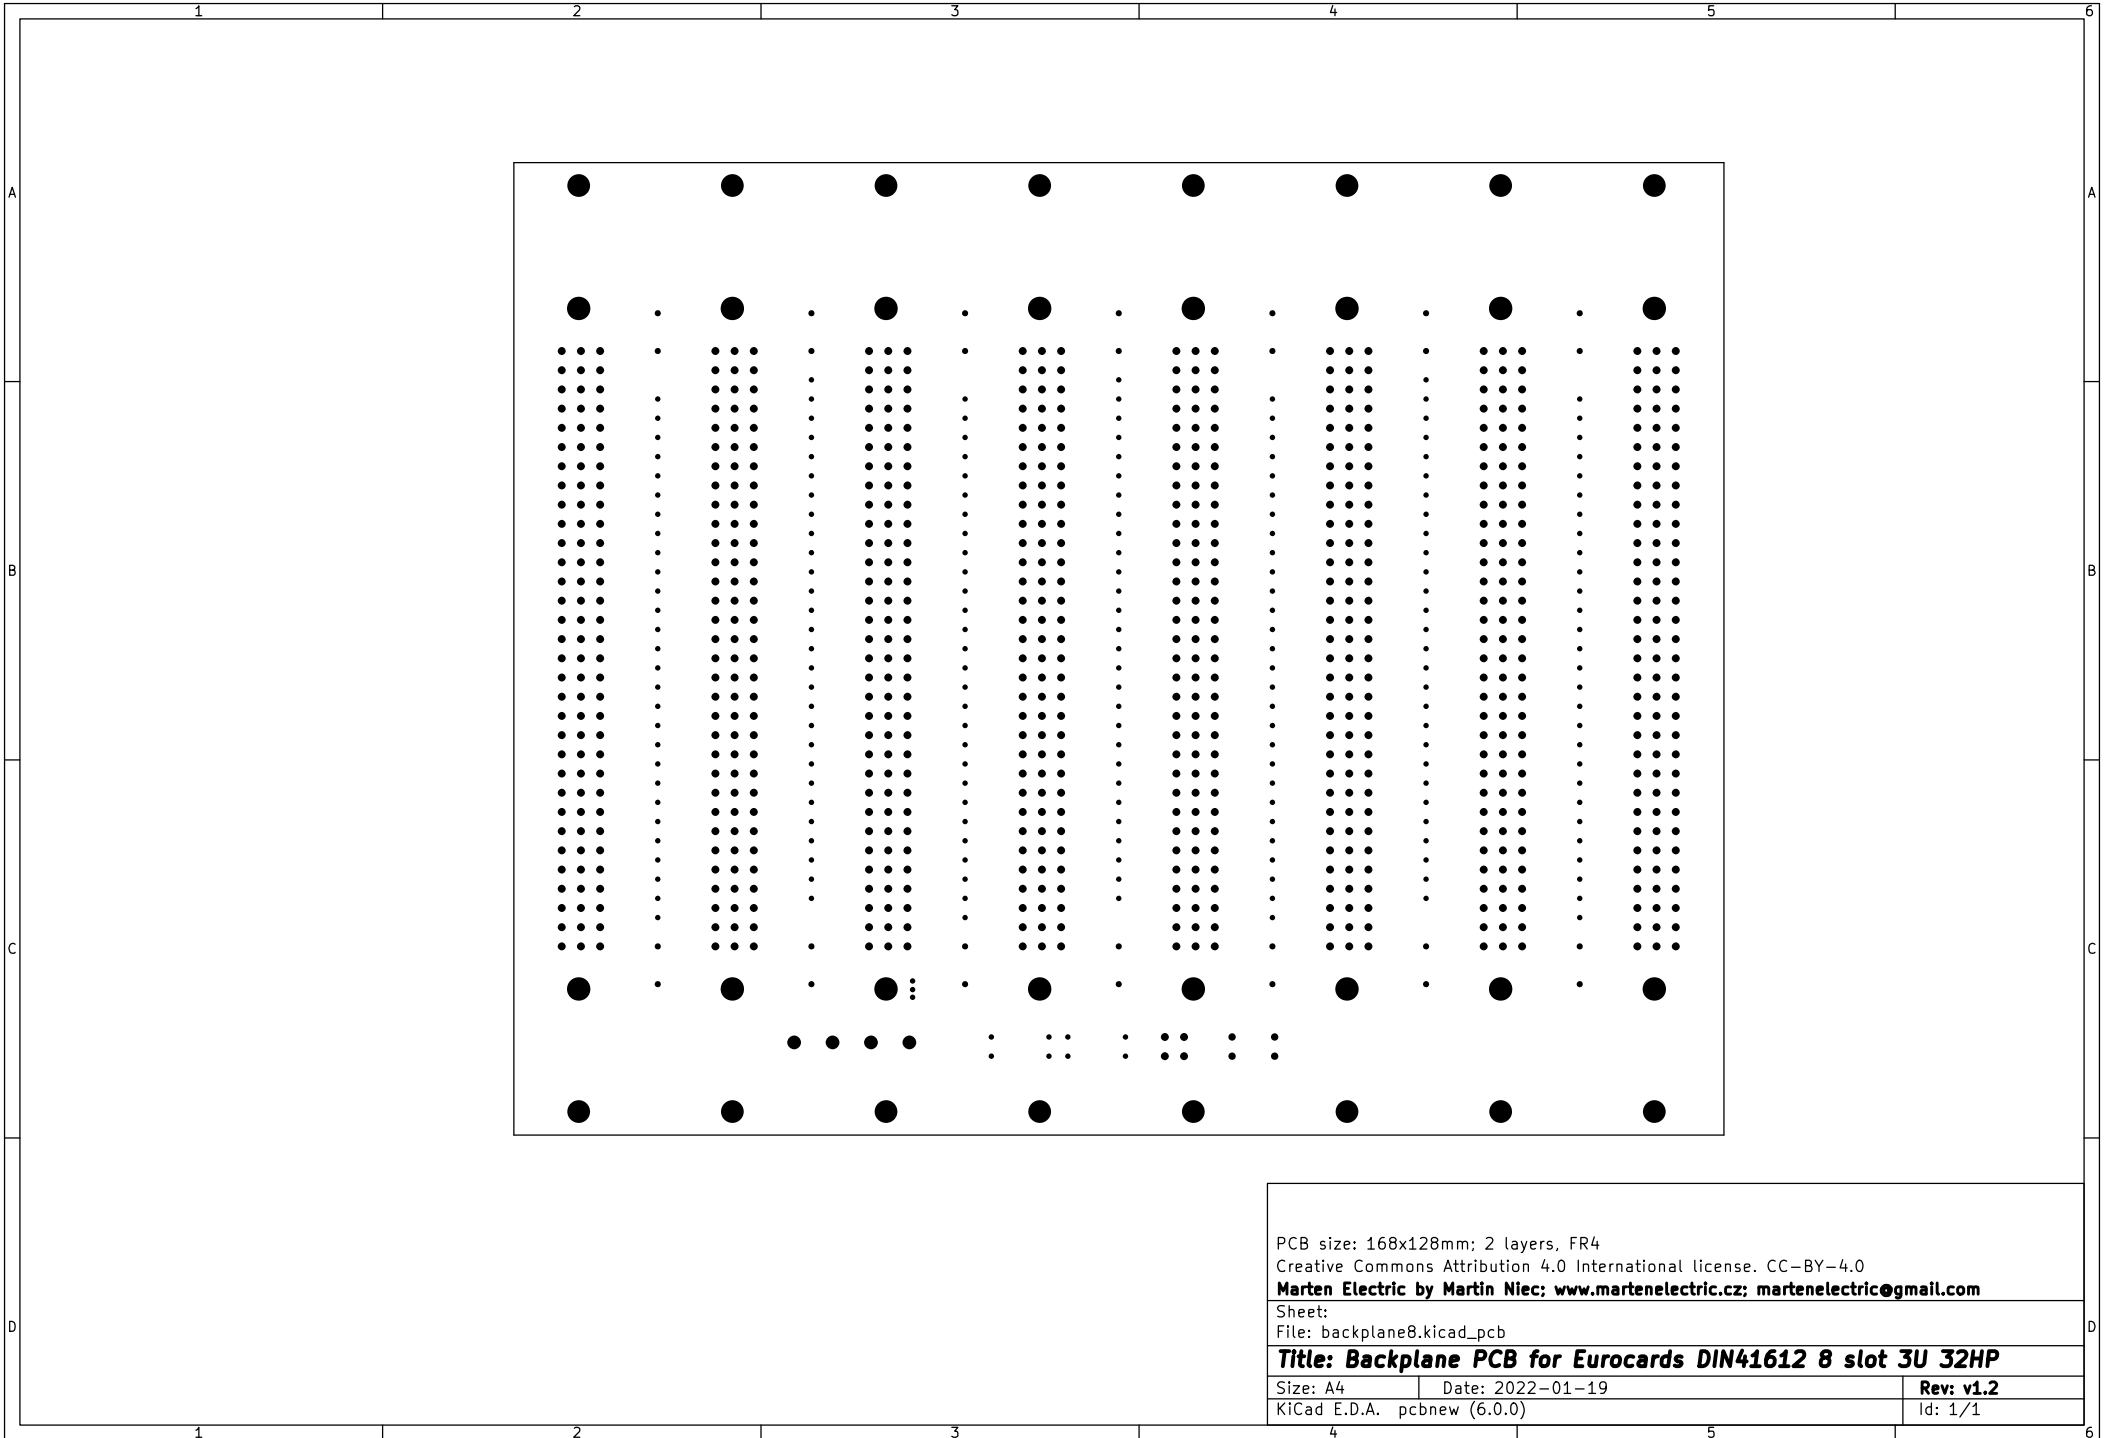 1 2 3 4 5 6
A A
B B
C C
D D
PCB size: 168x128mm; 2 layers, FR4
Creative Commons Attribution 4.0 International license. CC-BY-4.0
Marten Electric by Martin Niec; www.martenelectric.cz; martenelectric@gmail.com
Sheet:
File: backplane8.kicad_pcb
Title: Backplane PCB for Eurocards DIN41612 8 slot 3U 32HP
Size: A4 Date: 2022-01-19 Rev: v1.2
KiCad E.D.A. pcbnew (6.0.0) Id: 1/1
1 2 3 4 5 6